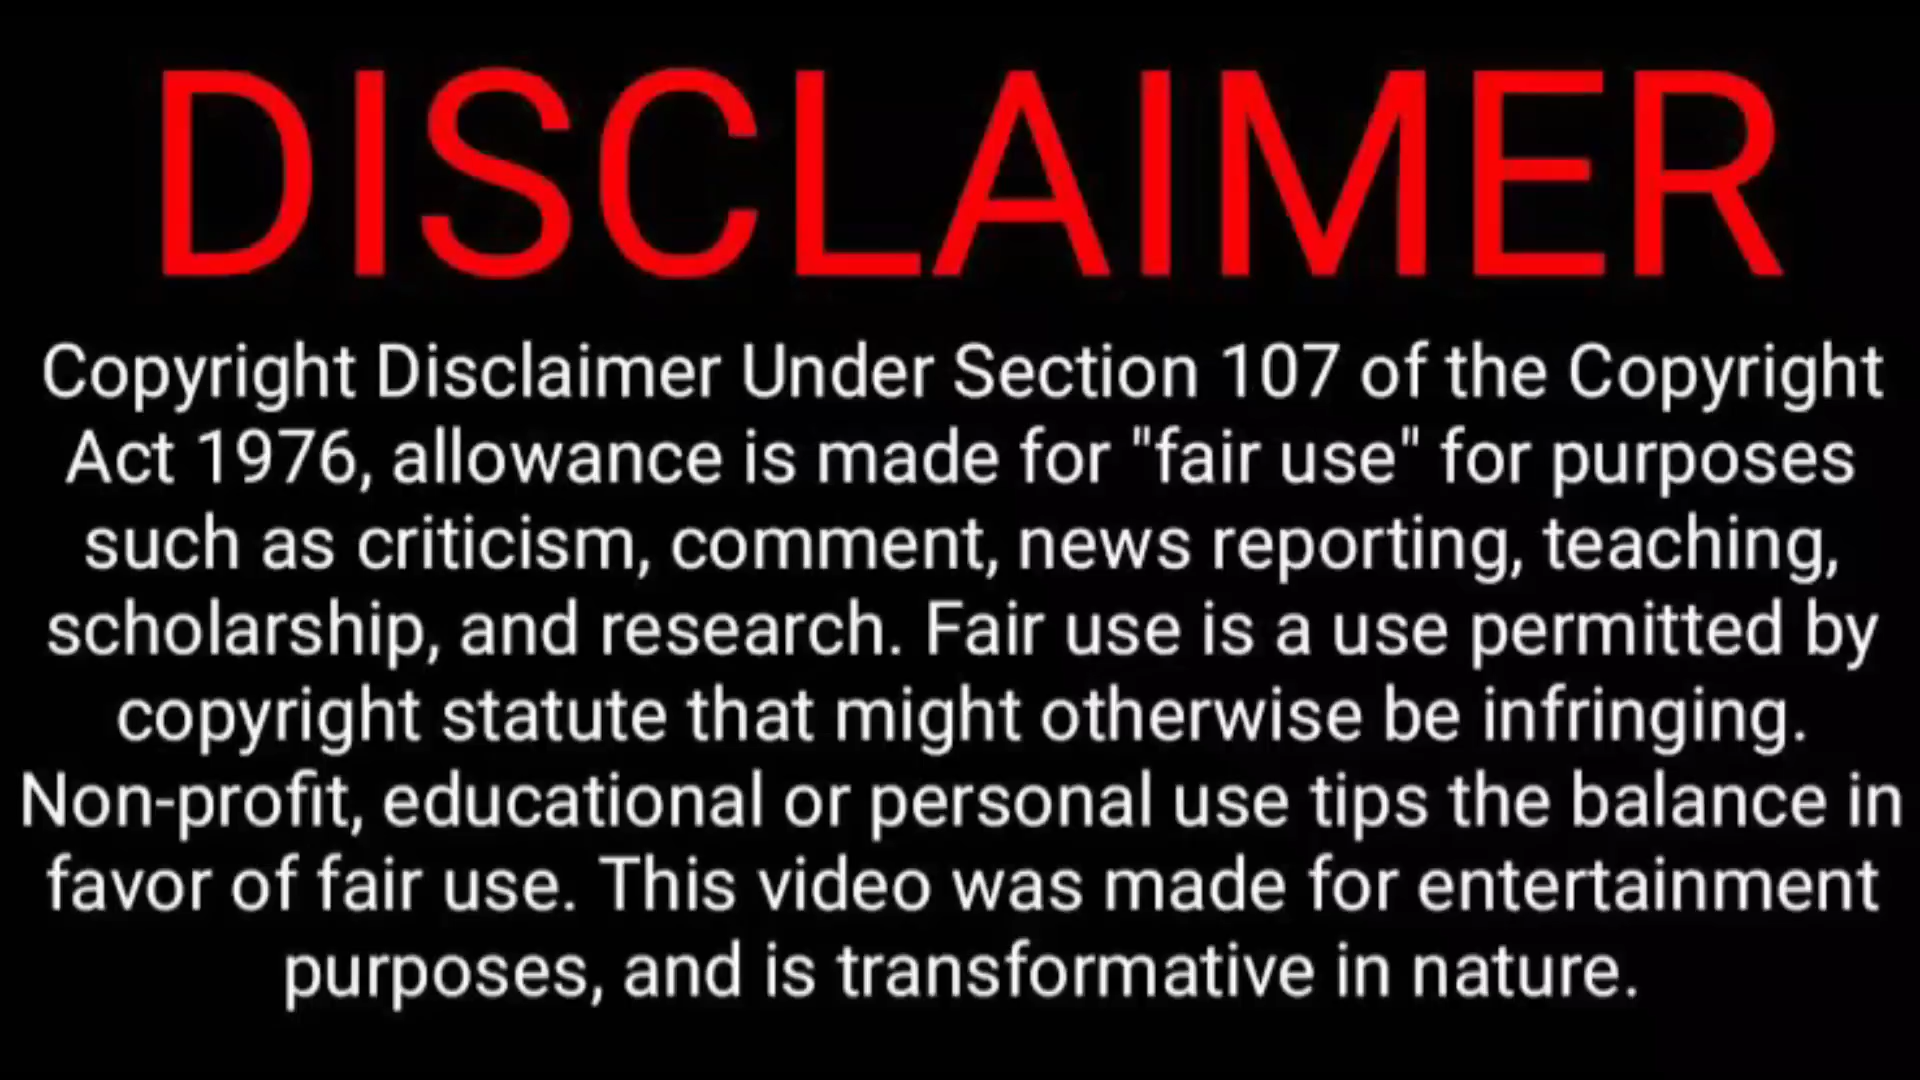 DISCLAIMER
Copyright Disclaimer Under Section 107 of the Copyright
Act 1976, allowance is made for "fair use" for purposes
such as criticism, comment, news reporting, teaching,
scholarship, and research. Fair use is a use permitted by
copyright statute that might otherwise be infringing.
Non-profit, educational or personal use tips the balance in
favor of fair use. This video was made for entertainment
purposes, and is transformative in nature.